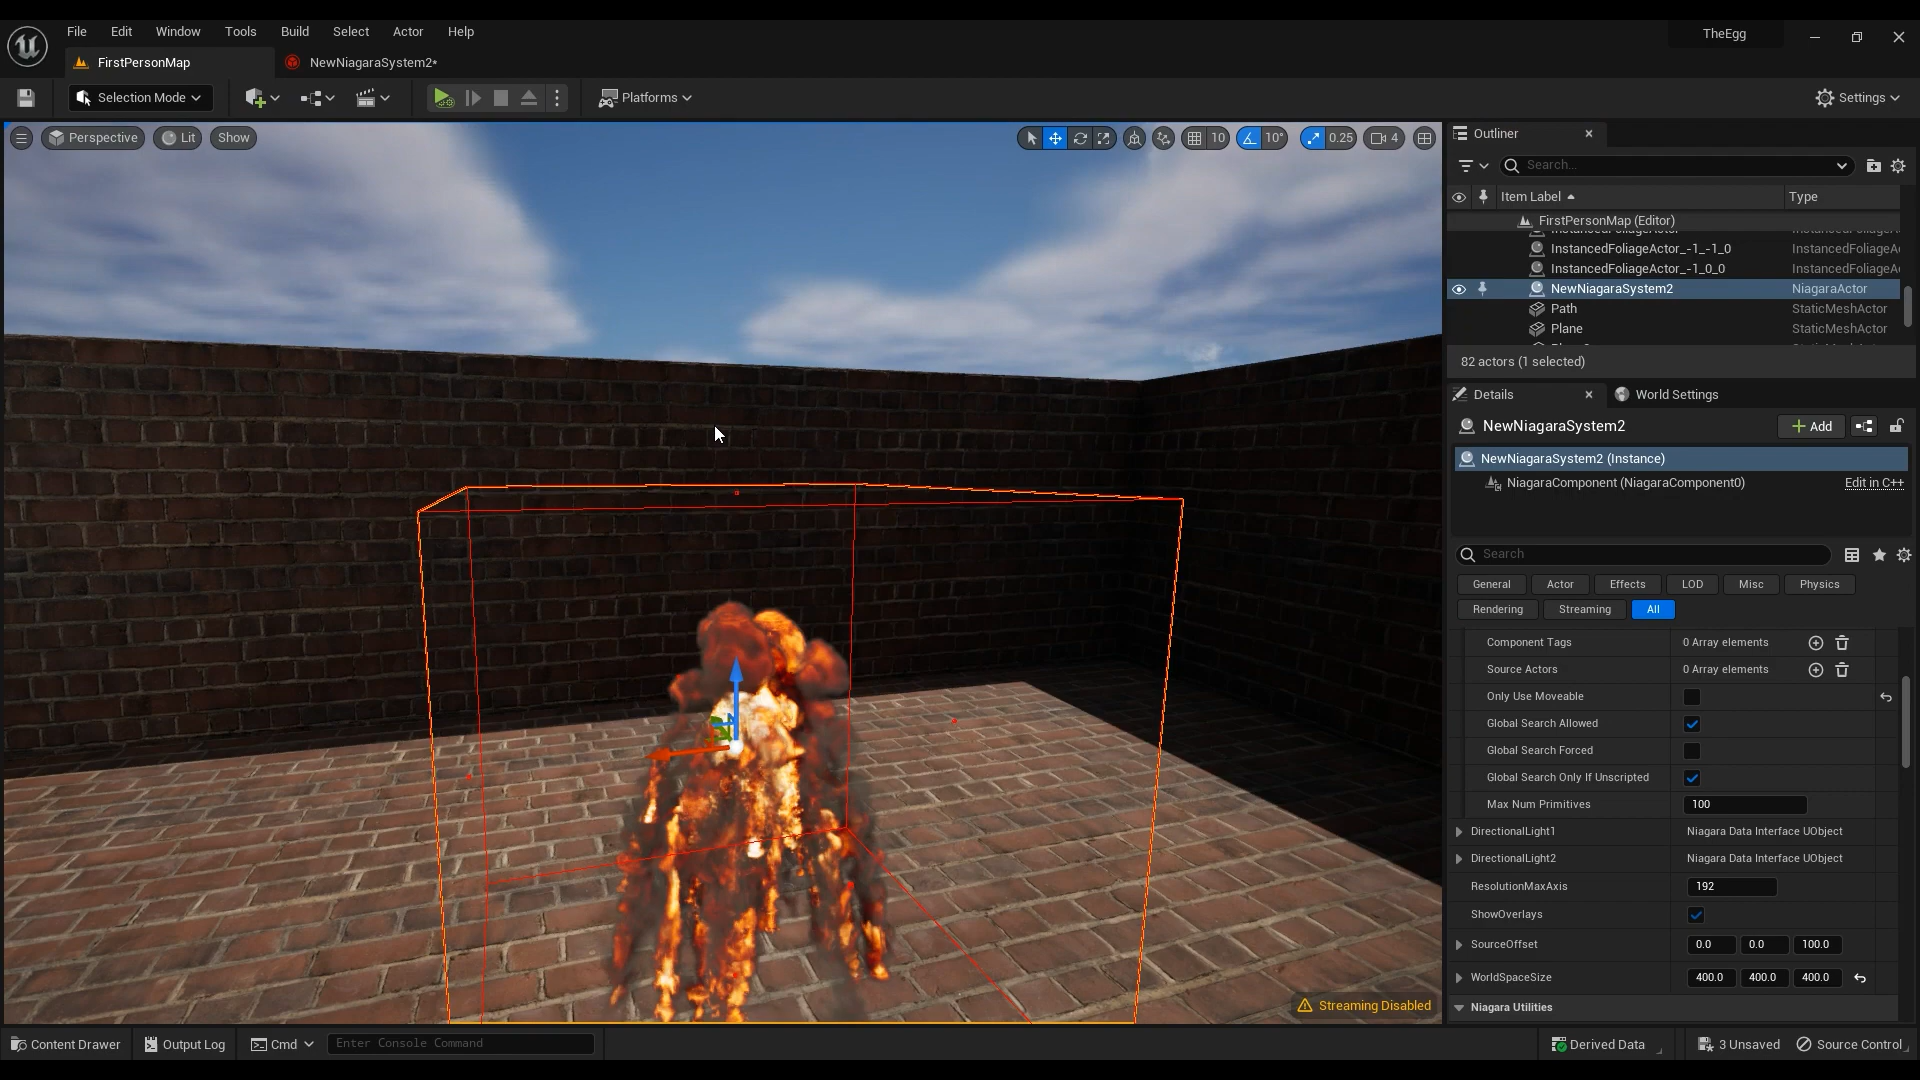 File Edit Window Tools Build Select Actor Help
TheEgg
FirstPersonMap
NewNiagaraSystem2*
Selection Mode
Platforms
Settings
Perspective
Lit
Show
10
10°
0.25
4
Outliner
Search...
Item Label
Type
FirstPersonMap (Editor)
InstancedFoliageActor_-1_-1_0 InstancedFoliageA
InstancedFoliageActor_-1_0_0 InstancedFoliageA
NewNiagaraSystem2 NiagaraActor
Path StaticMeshActor
Plane StaticMeshActor
82 actors (1 selected)
Details
World Settings
NewNiagaraSystem2
Add
NewNiagaraSystem2 (Instance)
NiagaraComponent (NiagaraComponent0) Edit in C++
Search
General Actor Effects LOD Misc Physics
Rendering Streaming All
Component Tags 0 Array elements
Source Actors 0 Array elements
Only Use Moveable
Global Search Allowed
Global Search Forced
Global Search Only If Unscripted
Max Num Primitives 100
DirectionalLight1 Niagara Data Interface UObject
DirectionalLight2 Niagara Data Interface UObject
ResolutionMaxAxis 192
ShowOverlays
SourceOffset 0.0 0.0 100.0
WorldSpaceSize 400.0 400.0 400.0
Niagara Utilities
Streaming Disabled
Content Drawer
Output Log
Cmd
Enter Console Command
Derived Data
3 Unsaved
Source Control